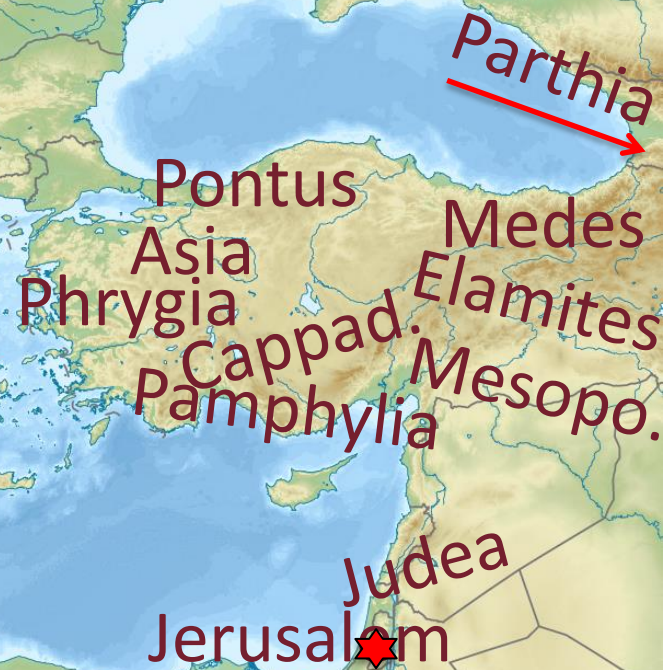 Parthia
Pontus
Medes
Asia
Elamites
Phrygia
Cappad.
Mesopo.
Pamphylia
Judea
Jerusalem